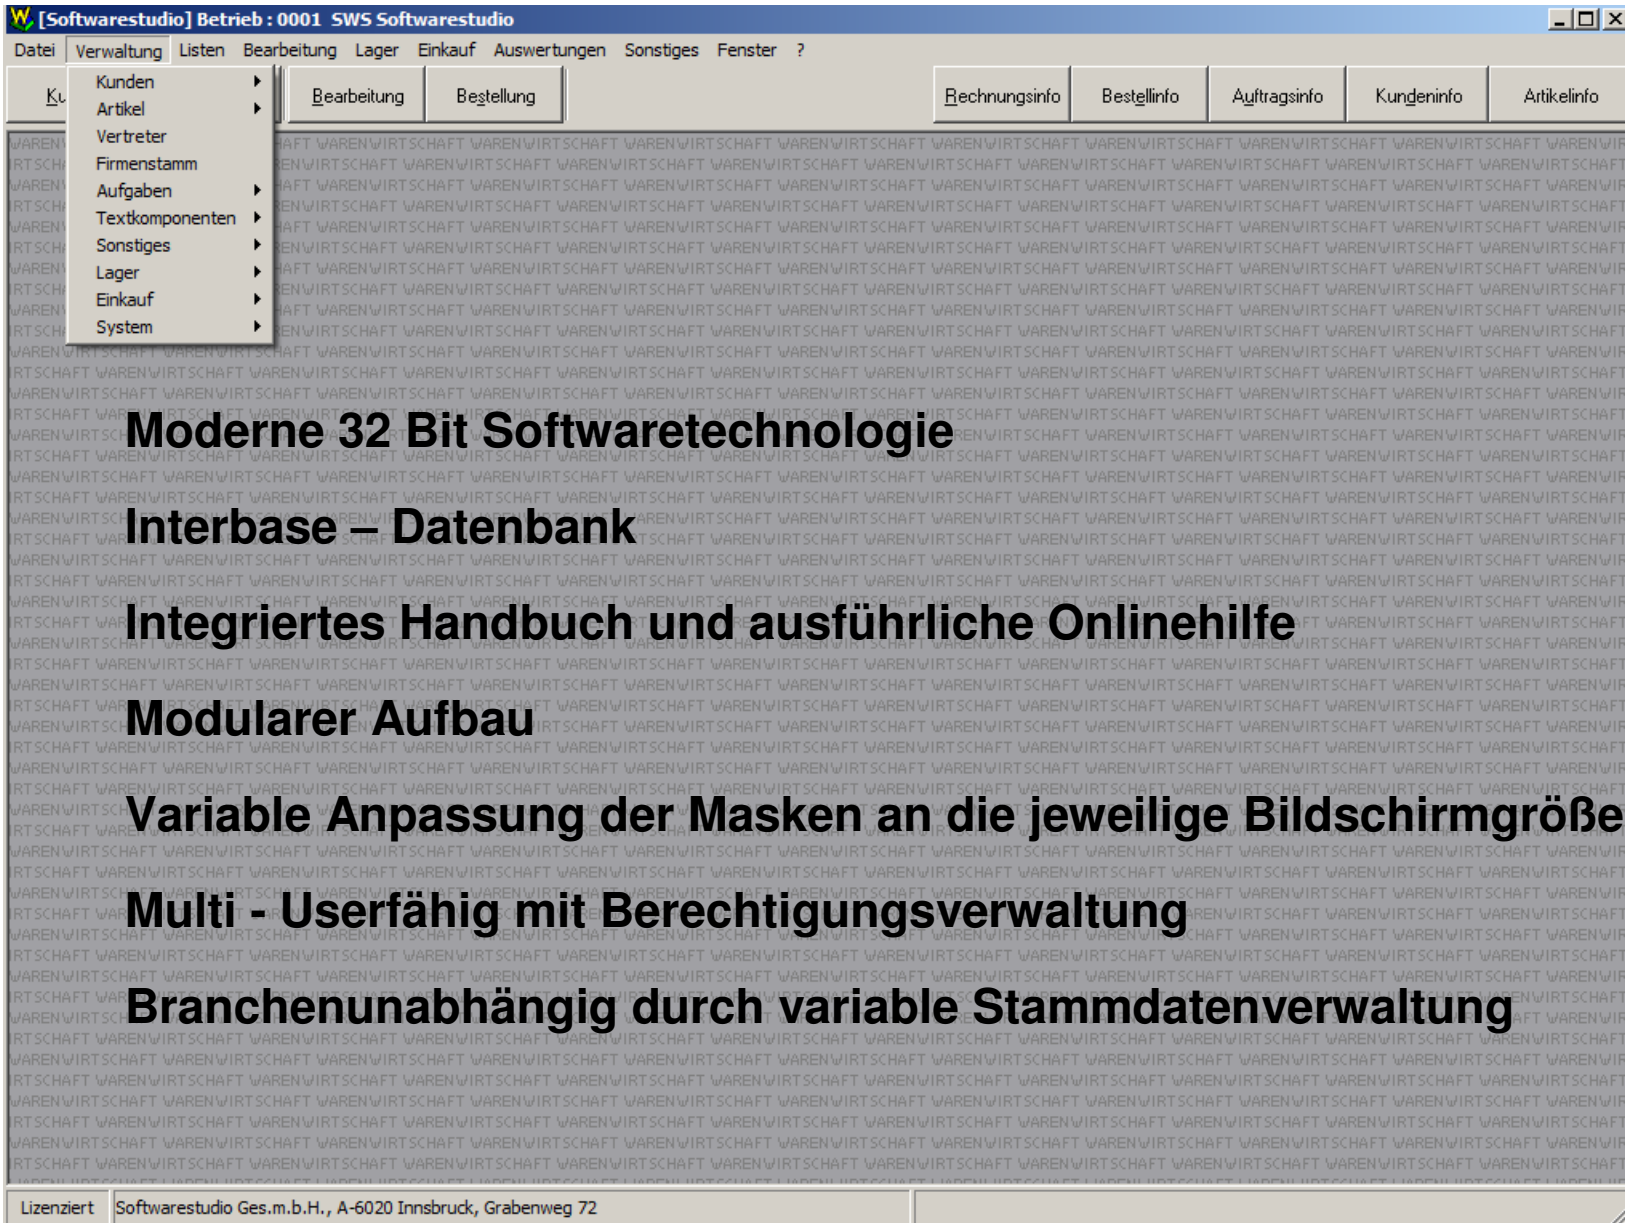 [Softwarestudio] Betrieb : 0001 SWS Softwarestudio
Datei Verwaltung Listen Bearbeitung Lager Einkauf Auswertungen Sonstiges Fenster ?
Bearbeitung Bestellung Rechnungsinfo Bestellinfo Auftragsinfo Kundeninfo Artikelinfo
Kunden
Artikel
Vertreter
Firmenstamm
Aufgaben
Textkomponenten
Sonstiges
Lager
Einkauf
System
Moderne 32 Bit Softwaretechnologie
Interbase – Datenbank
Integriertes Handbuch und ausführliche Onlinehilfe
Modularer Aufbau
Variable Anpassung der Masken an die jeweilige Bildschirmgröße
Multi - Userfähig mit Berechtigungsverwaltung
Branchenunabhängig durch variable Stammdatenverwaltung
Lizenziert Softwarestudio Ges.m.b.H., A-6020 Innsbruck, Grabenweg 72